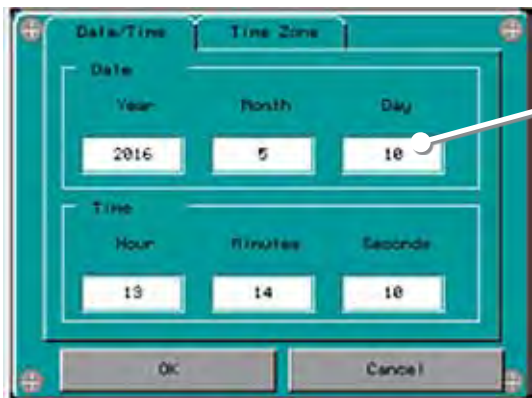 Date/Time Time Zone
Date
Year Month Day
2016 5 10
Time
Hour Minutes Seconds
13 14 10
OK Cancel